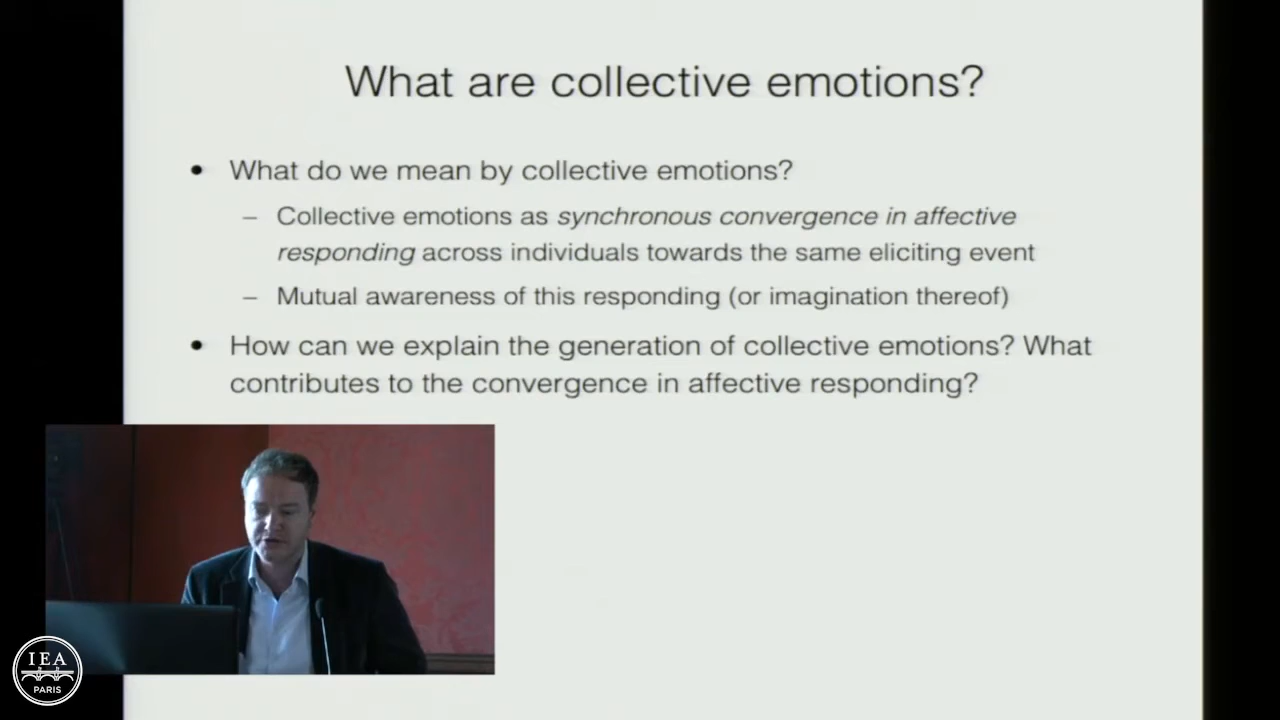 What are collective emotions?
• What do we mean by collective emotions?
– Collective emotions as synchronous convergence in affective
responding across individuals towards the same eliciting event
– Mutual awareness of this responding (or imagination thereof)
• How can we explain the generation of collective emotions? What
contributes to the convergence in affective responding?
IEA
PARIS